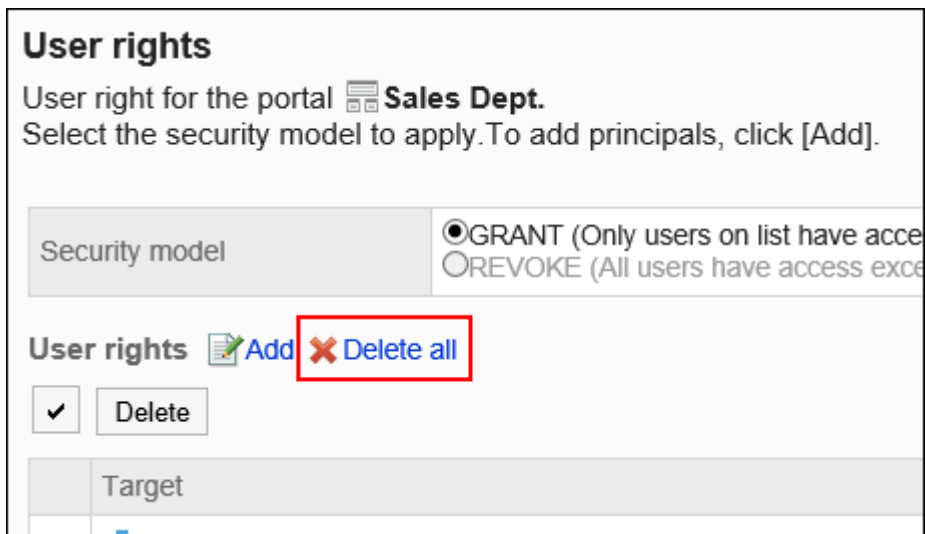 User rights
User right for the portal Sales Dept.
Select the security model to apply.To add principals, click [Add].
Security model
GRANT (Only users on list have acce
REVOKE (All users have access exce
User rights Add Delete all
Delete
Target